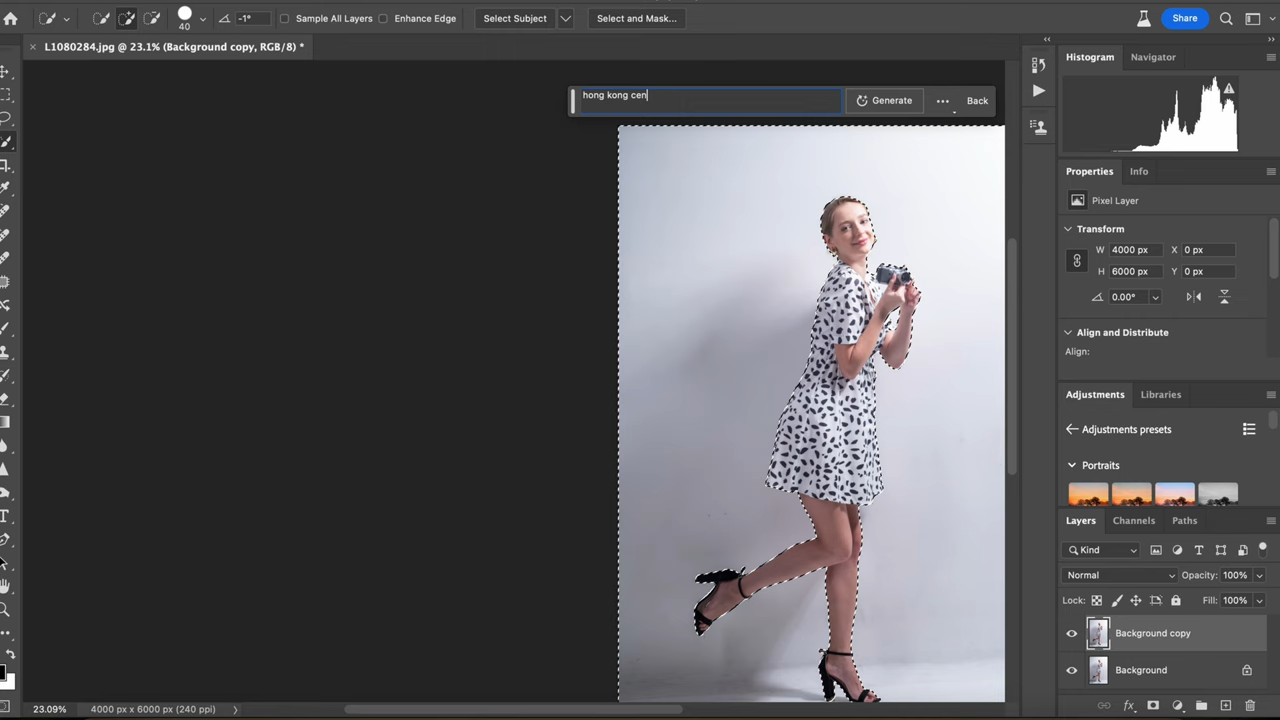 40
-1°
Sample All Layers
Enhance Edge
Select Subject
Select and Mask...
Share
× L1080284.jpg @ 23.1% (Background copy, RGB/8) *
Histogram
Navigator
hong kong cen
Generate
Back
Properties
Info
Pixel Layer
Transform
W 4000 px X 0 px
H 6000 px Y 0 px
0.00°
Align and Distribute
Align:
Adjustments
Libraries
Adjustments presets
Portraits
Layers
Channels
Paths
Kind
Normal
Opacity: 100%
Lock:
Fill: 100%
Background copy
Background
23.09%
4000 px x 6000 px (240 ppi)
fx